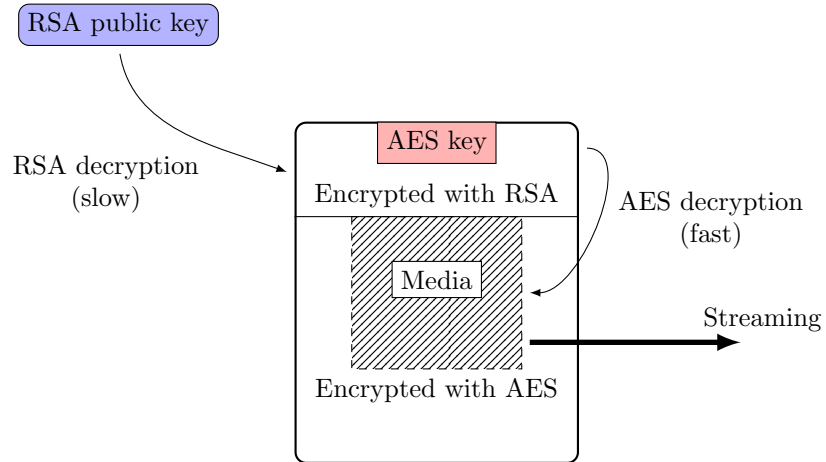 RSA public key
AES key
RSA decryption
(slow)
Encrypted with RSA
AES decryption
(fast)
Media
Streaming
Encrypted with AES